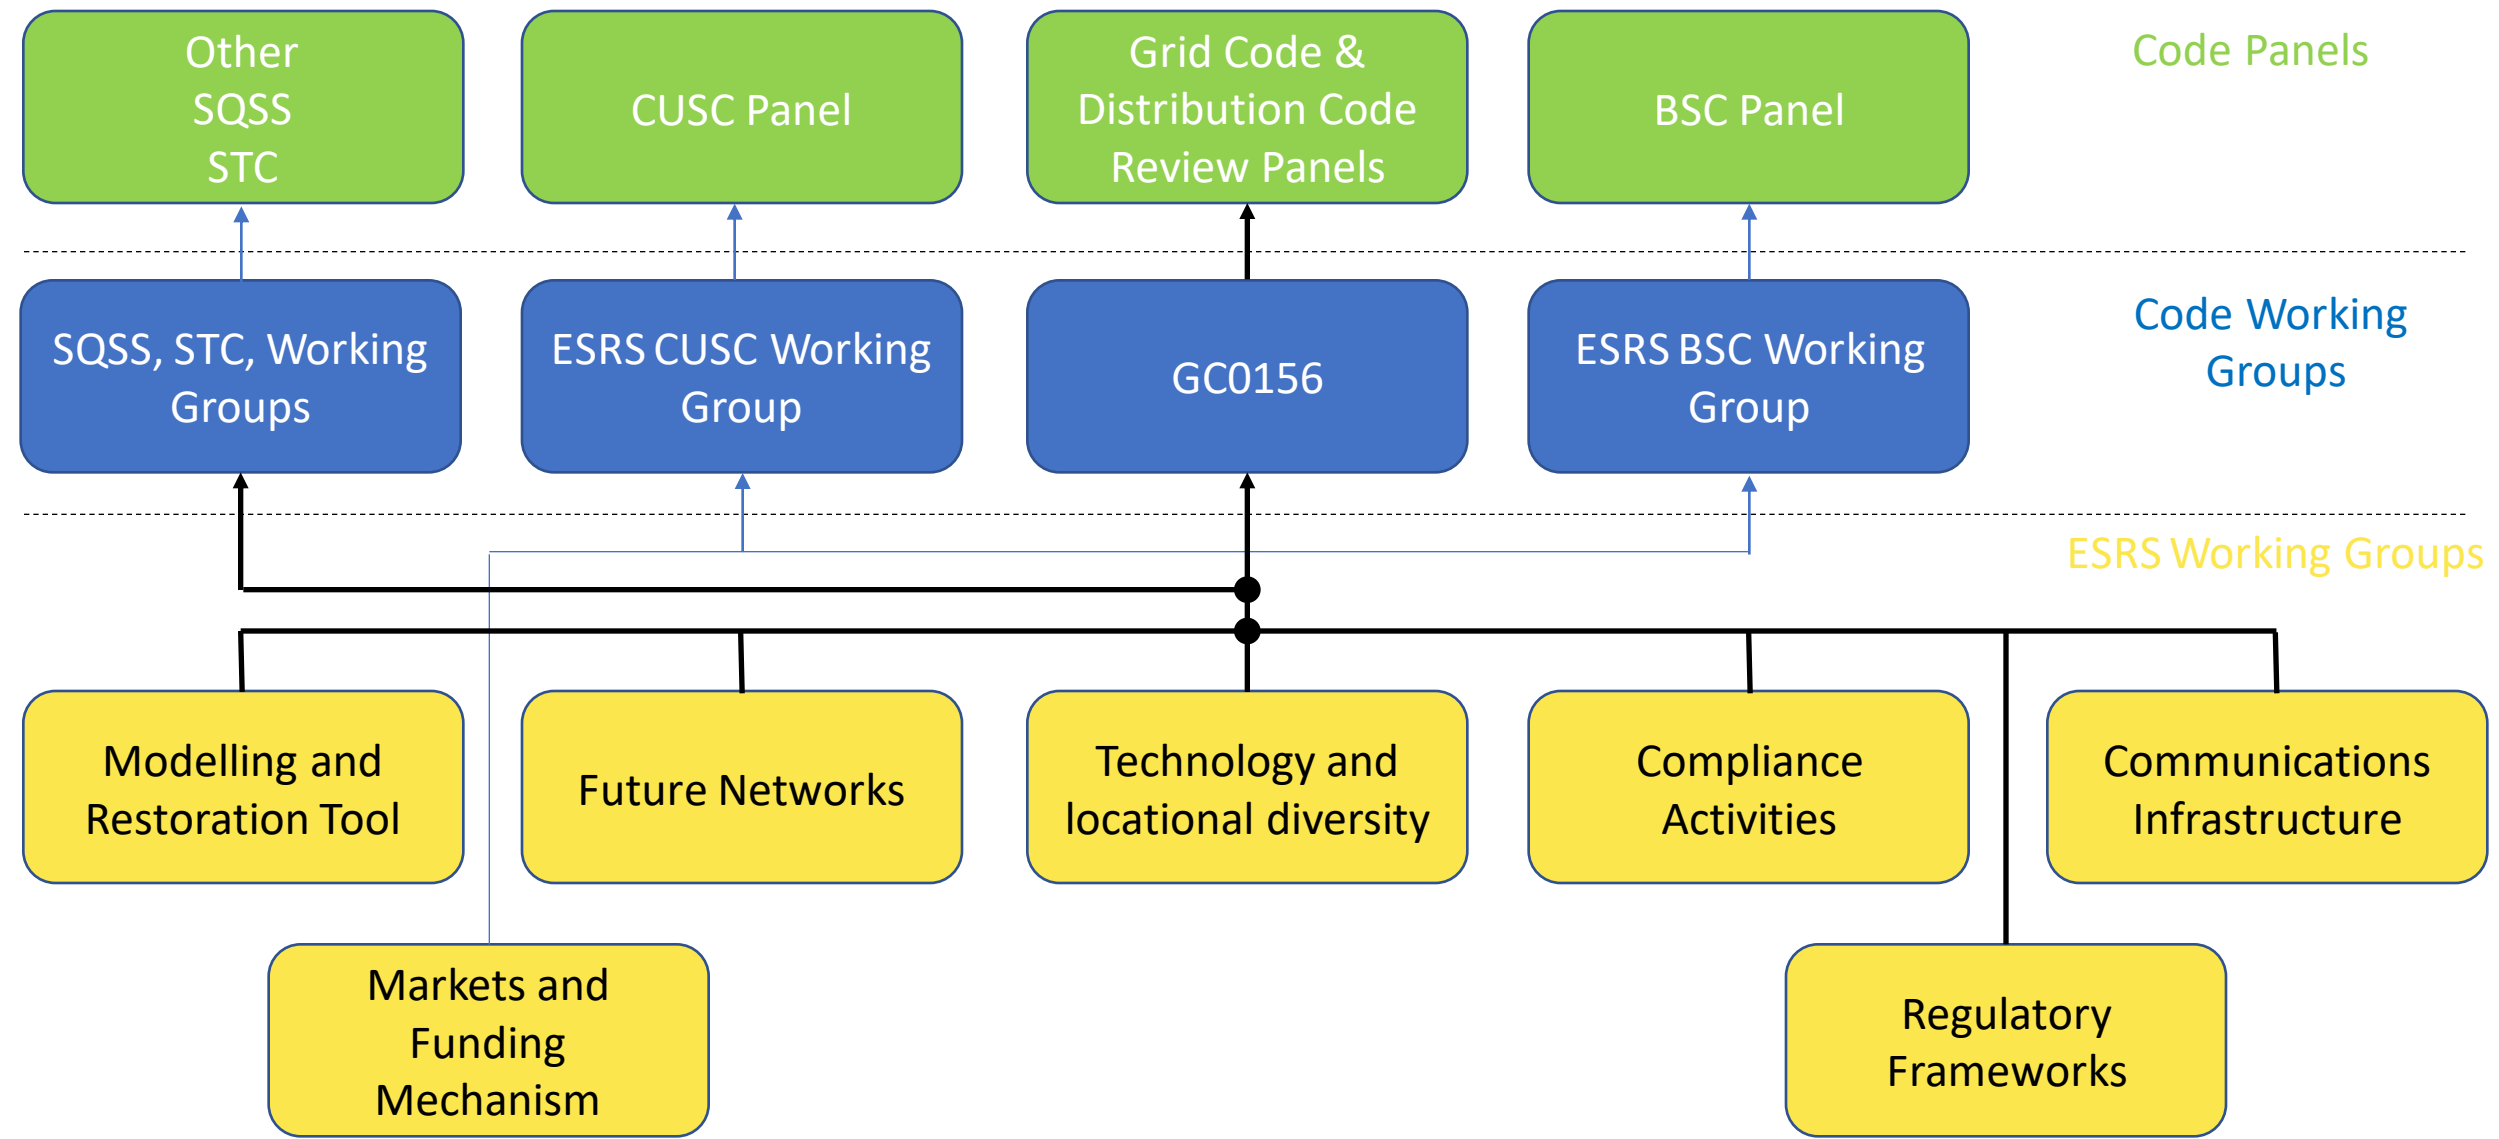 Other
SQSS
STC
CUSC Panel
Grid Code &
Distribution Code
Review Panels
BSC Panel
Code Panels
SQSS, STC, Working
Groups
ESRS CUSC Working
Group
GC0156
ESRS BSC Working
Group
Code Working
Groups
ESRS Working Groups
Modelling and
Restoration Tool
Future Networks
Technology and
locational diversity
Compliance
Activities
Communications
Infrastructure
Markets and
Funding
Mechanism
Regulatory
Frameworks